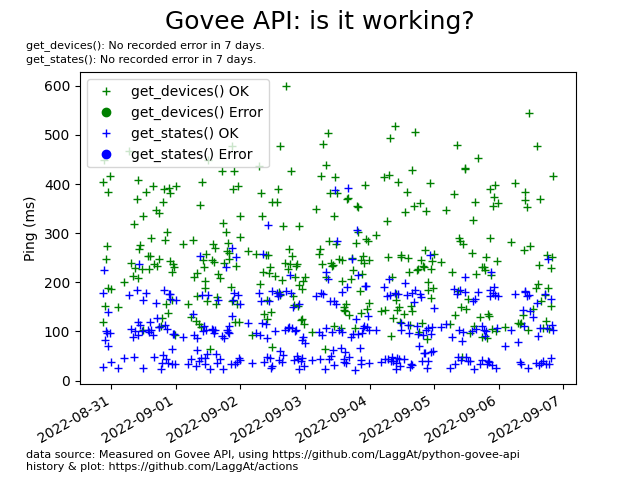 Govee API: is it working?
get_devices(): No recorded error in 7 days.
get_states(): No recorded error in 7 days.
get_devices() OK
get_devices() Error
get_states() OK
get_states() Error
Ping (ms)
600
500
400
300
200
100
0
2022-08-31
2022-09-01
2022-09-02
2022-09-03
2022-09-04
2022-09-05
2022-09-06
2022-09-07
data source: Measured on Govee API, using https://github.com/LaggAt/python-govee-api
history & plot: https://github.com/LaggAt/actions